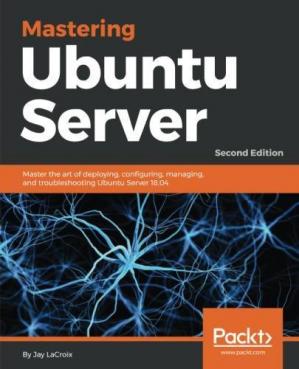 Mastering
Ubuntu
Server
Second Edition
Master the art of deploying, configuring, managing,
and troubleshooting Ubuntu Server 18.04
By Jay LaCroix
Packt>
www.packt.com